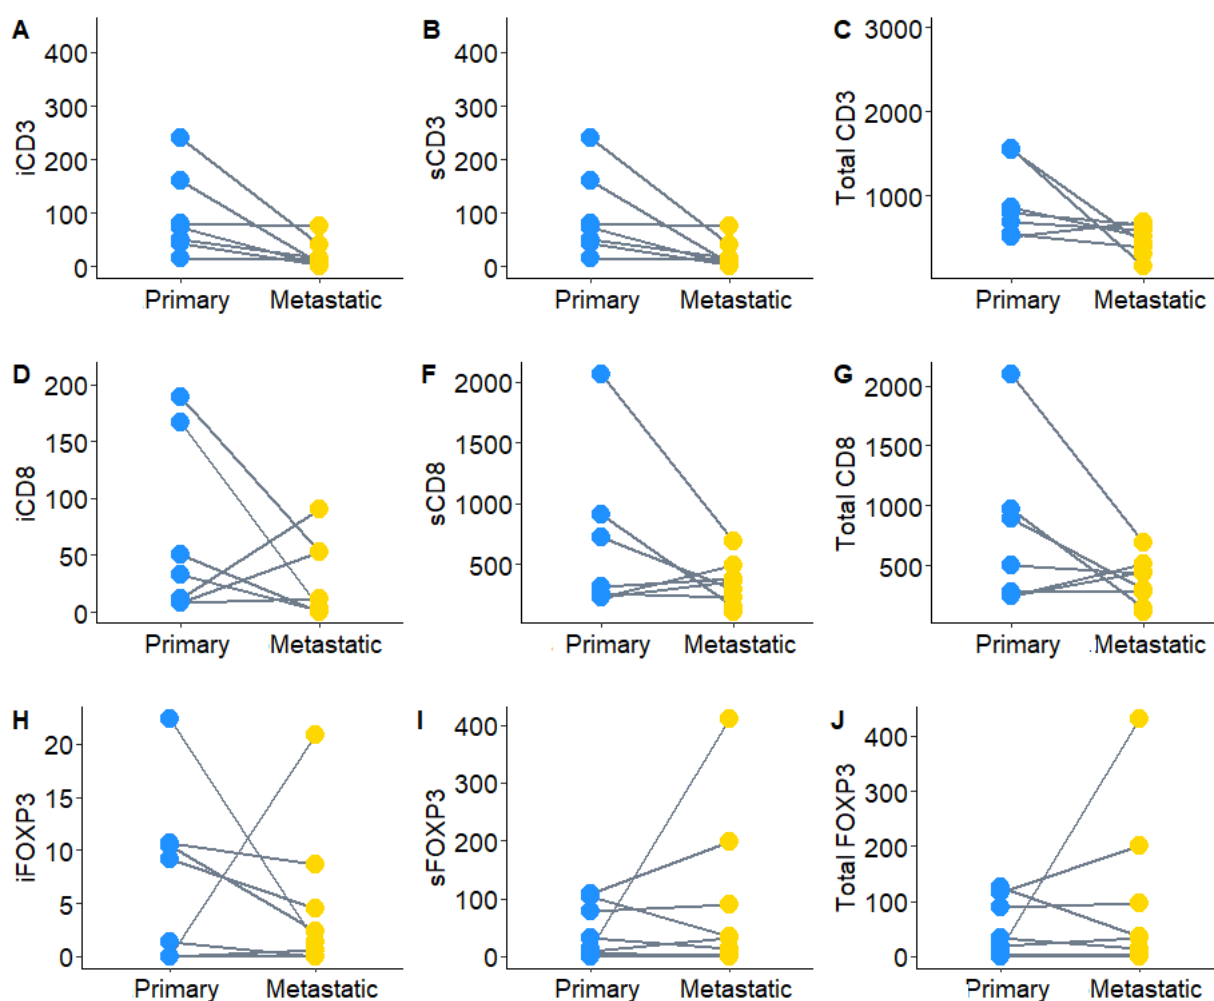 A
iCD3
400
300
200
100
0
Primary Metastatic
B
sCD3
400
300
200
100
0
Primary Metastatic
C
Total CD3
3000
2000
1000
Primary Metastatic
D
iCD8
200
150
100
50
0
Primary Metastatic
F
sCD8
2000
1500
1000
500
Primary Metastatic
G
Total CD8
2000
1500
1000
500
Primary Metastatic
H
iFOXP3
20
15
10
5
0
Primary Metastatic
I
sFOXP3
400
300
200
100
0
Primary Metastatic
J
Total FOXP3
400
300
200
100
0
Primary Metastatic